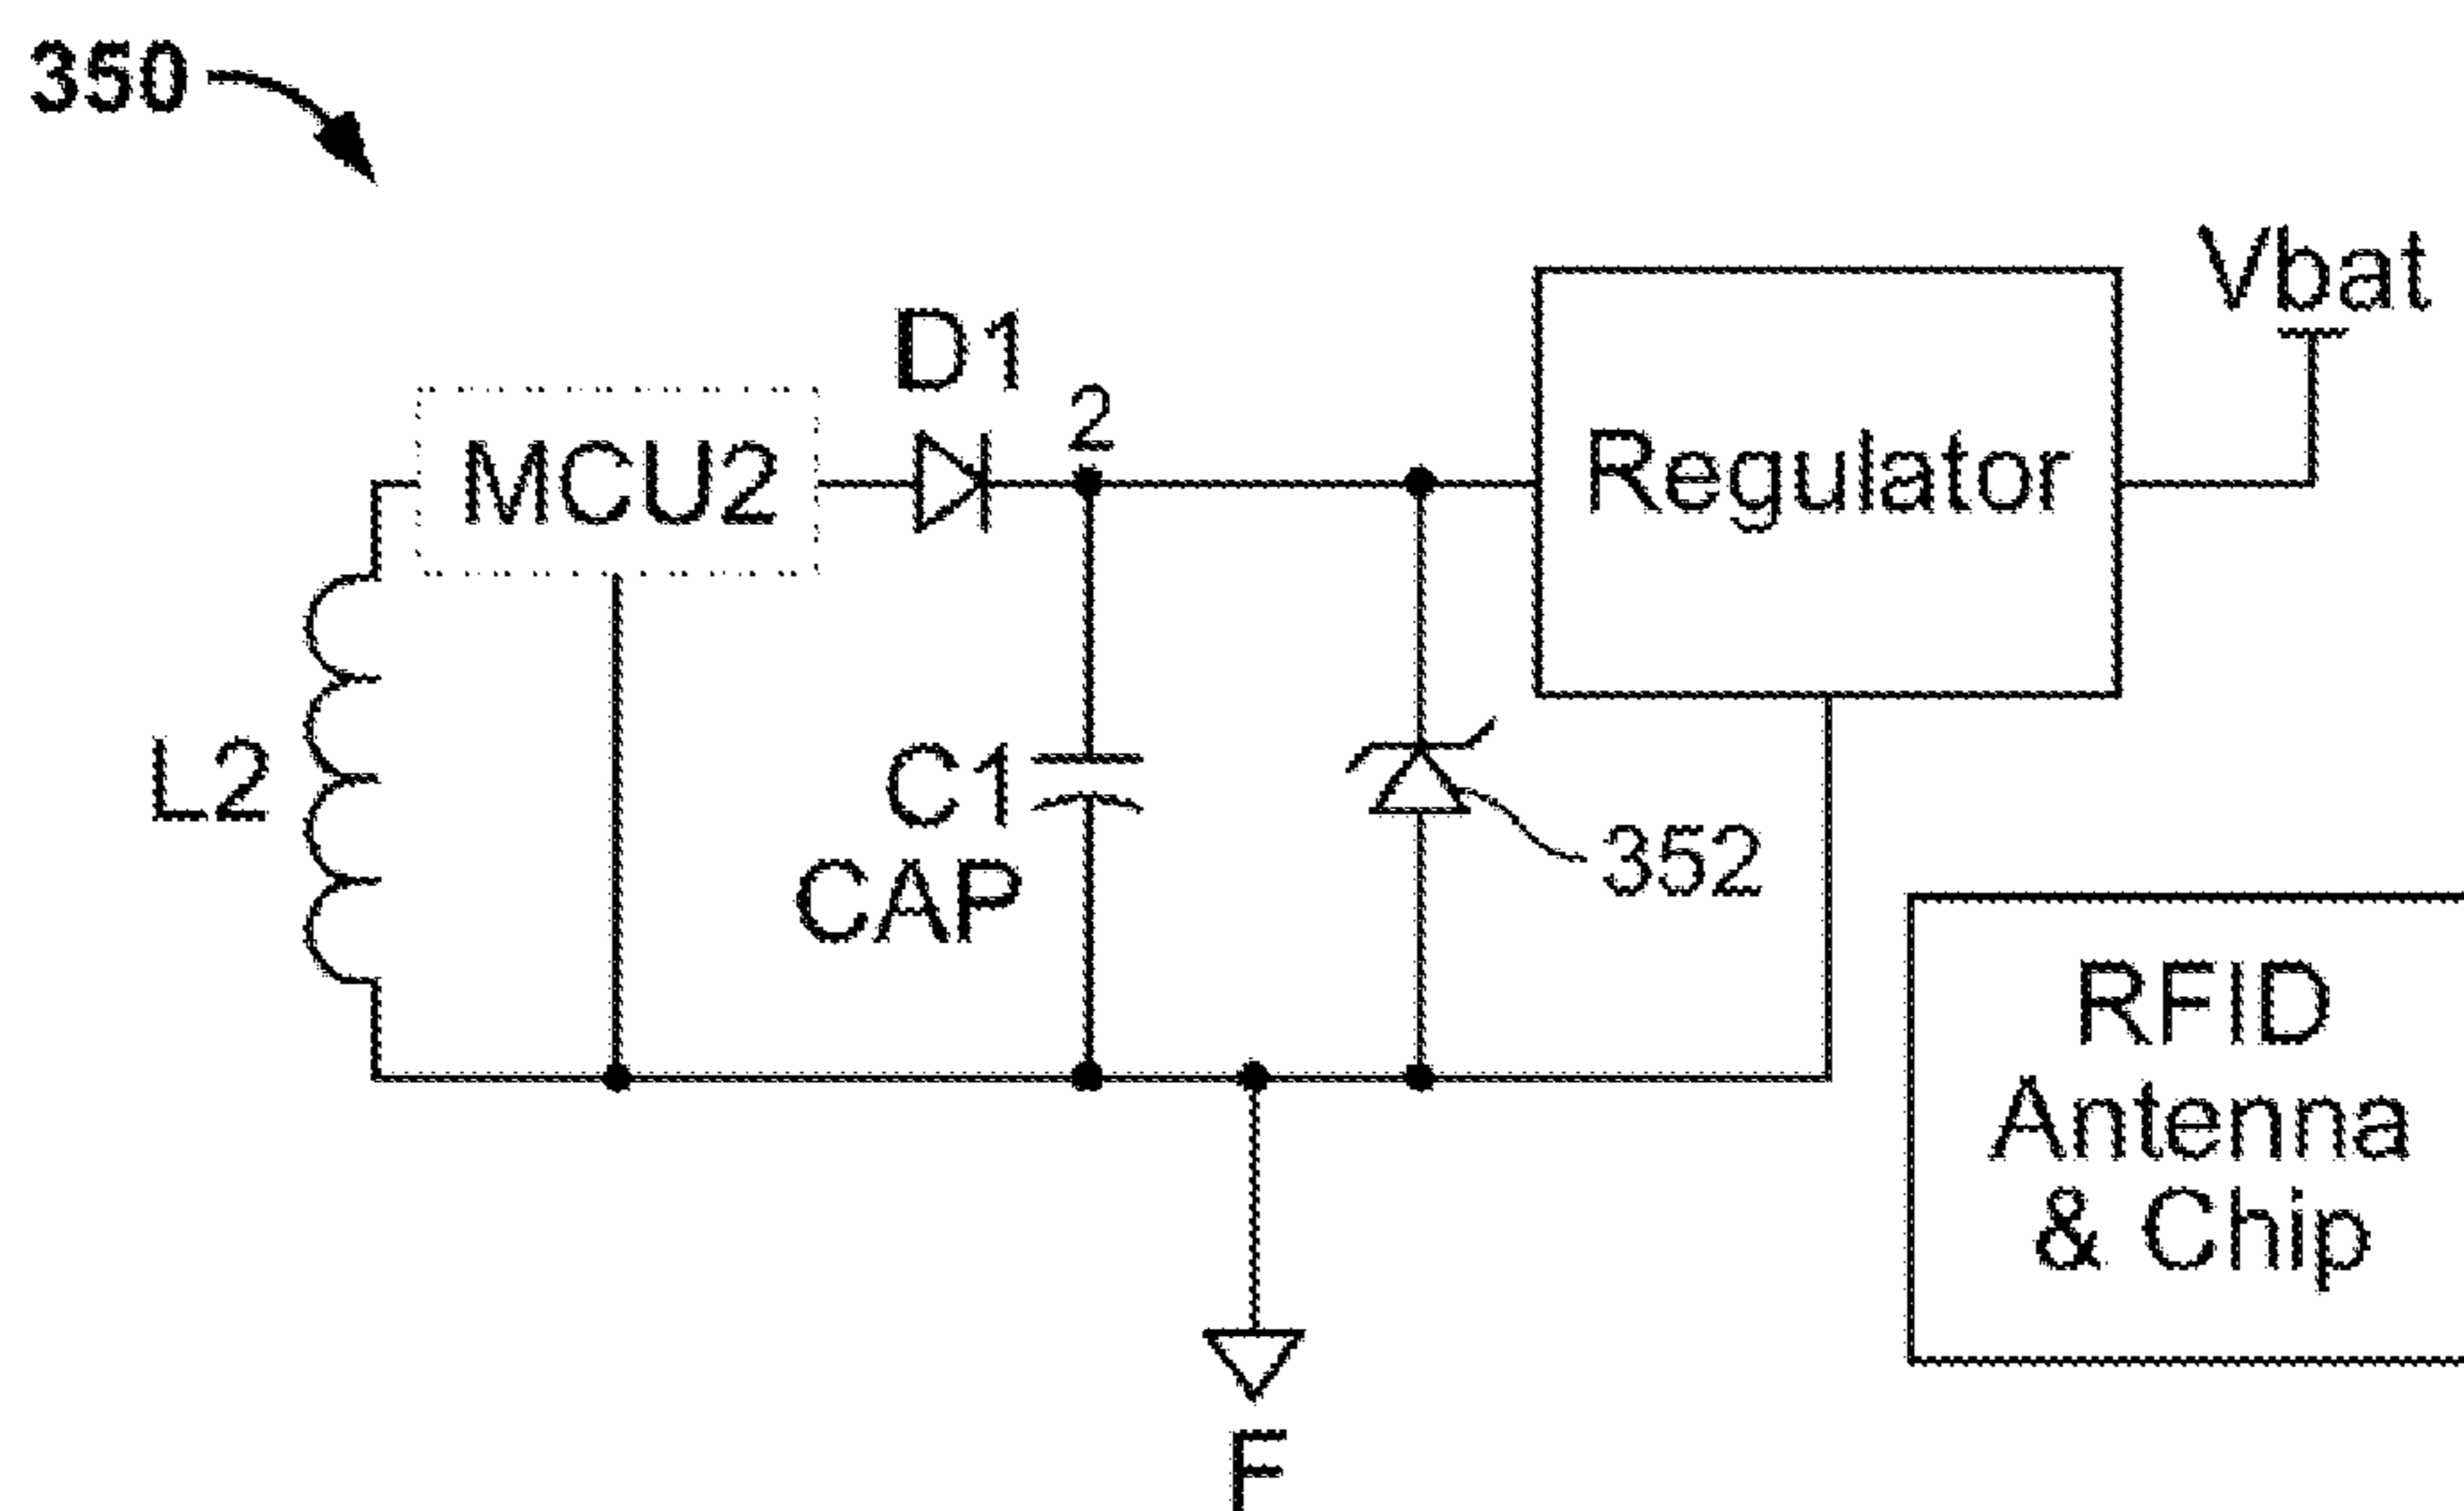 350
Vbat
D1
2
MCU2
Regulator
L2
C1
CAP
352
RFID
Antenna
& Chip